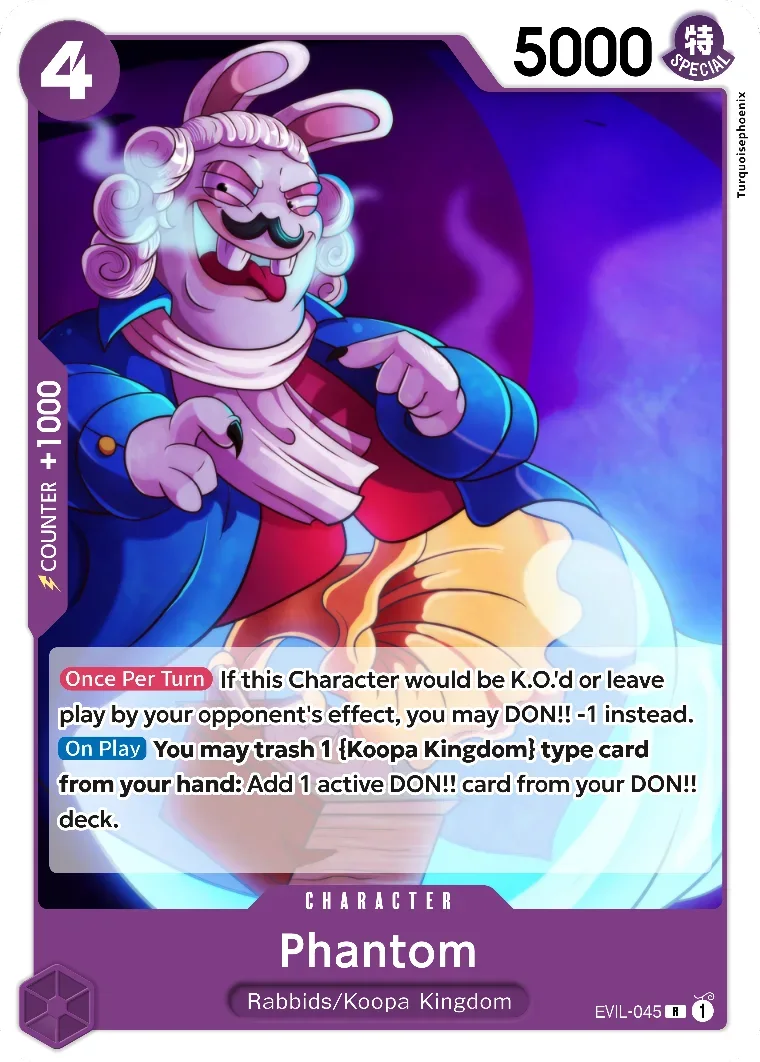 4
5000
特
SPECIAL
Turquoisephoenix
COUNTER +1000
Once Per Turn If this Character would be K.O.'d or leave
play by your opponent's effect, you may DON!! -1 instead.
On Play You may trash 1 {Koopa Kingdom} type card
from your hand: Add 1 active DON!! card from your DON!!
deck.
CHARACTER
Phantom
Rabbids/Koopa Kingdom
EVIL-045 R 1